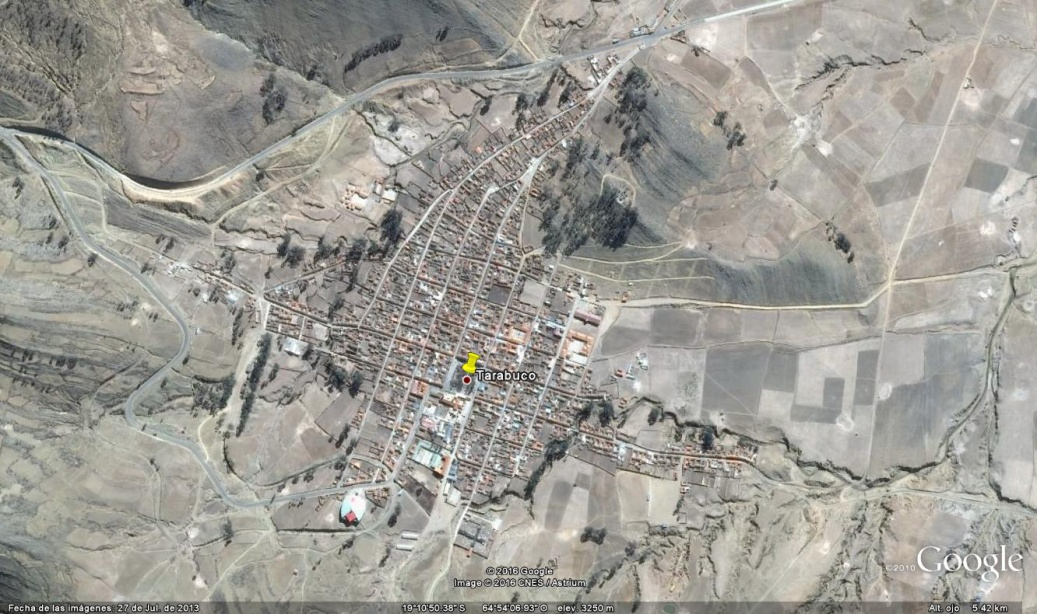 Tarabuco
© 2016 Google
Image © 2016 CNES / Astrium
©2010 Google
Fecha de las imágenes: 27 de Jul. de 2013 19°10'50.38"S 64°54'06.93"O elev. 3250 m Alt. ojo 5.42 km